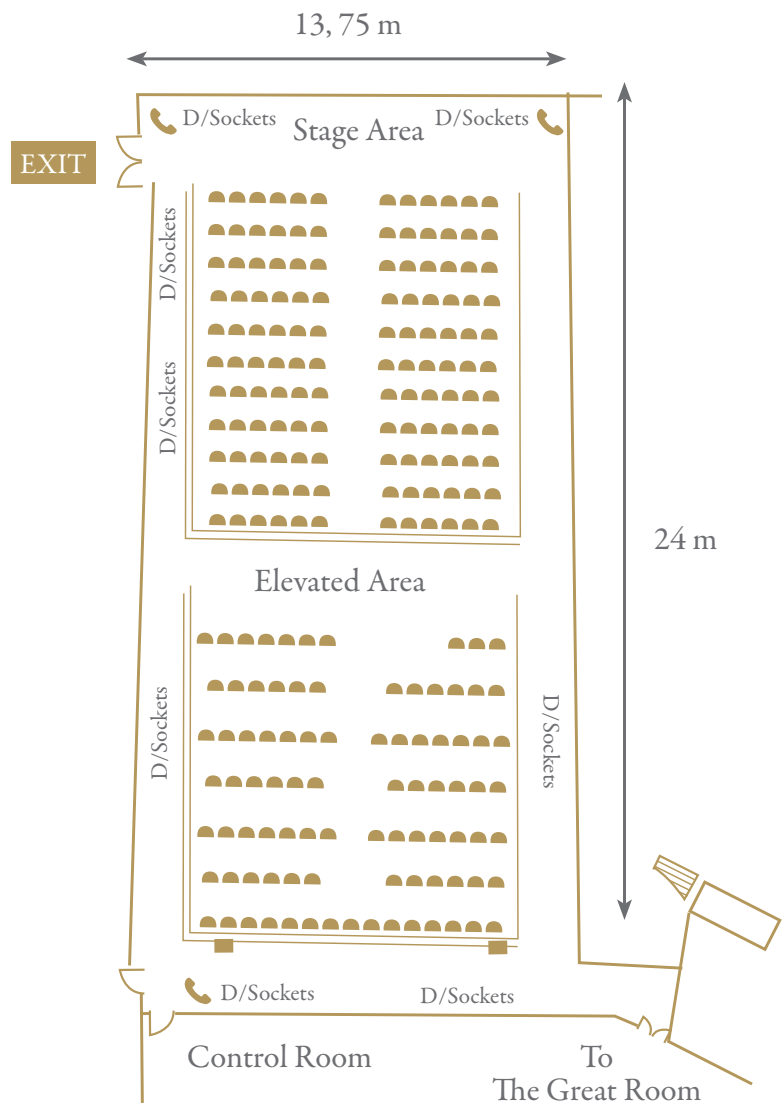 13, 75 m
D/Sockets
Stage Area
D/Sockets
EXIT
D/Sockets
D/Sockets
24 m
Elevated Area
D/Sockets
D/Sockets
D/Sockets
D/Sockets
Control Room
To
The Great Room